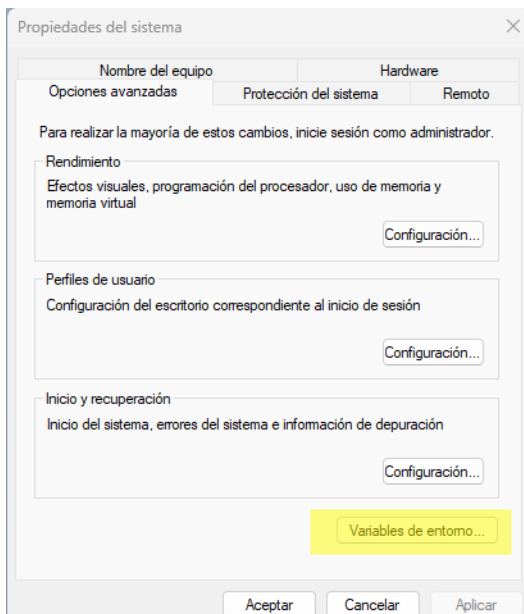 Propiedades del sistema
Nombre del equipo
Hardware
Opciones avanzadas
Protección del sistema
Remoto
Para realizar la mayoría de estos cambios, inicie sesión como administrador.
Rendimiento
Efectos visuales, programación del procesador, uso de memoria y
memoria virtual
Configuración...
Perfiles de usuario
Configuración del escritorio correspondiente al inicio de sesión
Configuración...
Inicio y recuperación
Inicio del sistema, errores del sistema e información de depuración
Configuración...
Variables de entorno...
Aceptar
Cancelar
Aplicar